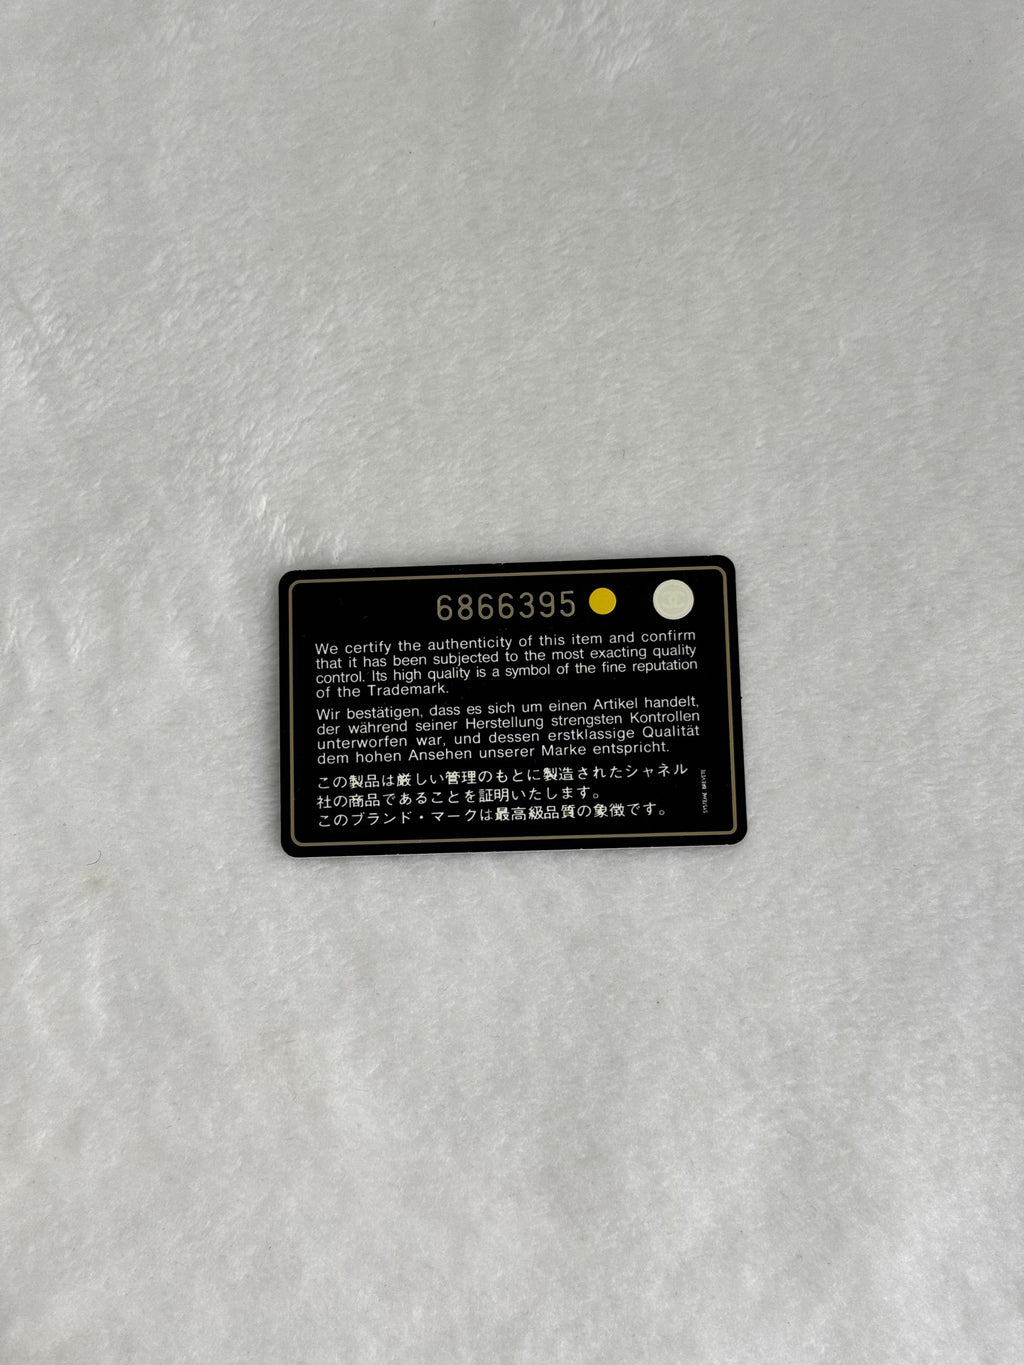 6866395
We certify the authenticity of this item and confirm
that it has been subjected to the most exacting quality
control. Its high quality is a symbol of the fine reputation
of the Trademark.
Wir bestätigen, dass es sich um einen Artikel handelt,
der während seiner Herstellung strengsten Kontrollen
unterworfen war, und dessen erstklassige Qualität
dem hohen Ansehen unserer Marke entspricht.
この製品は厳しい管理のもとに製造されたシャネル
社の商品であることを証明いたします。
このブランド・マークは最高級品質の象徴です。
SYSTEME BREVETE